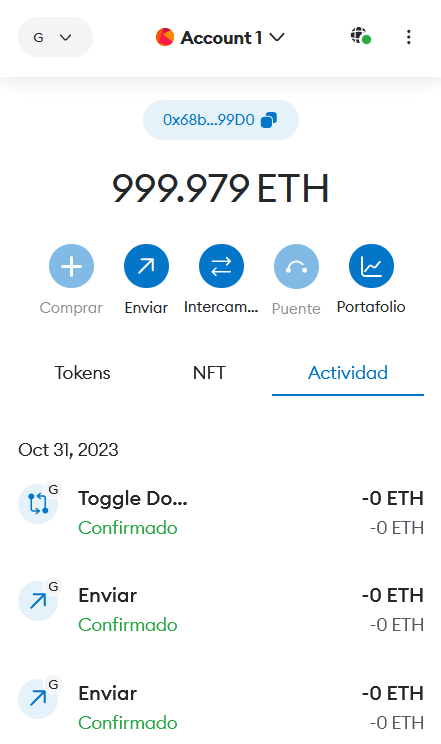 G
Account 1
0x68b...99D0
999.979 ETH
Comprar
Enviar
Intercam...
Puente
Portafolio
Tokens
NFT
Actividad
Oct 31, 2023
G
Toggle Do...
-0 ETH
Confirmado
-0 ETH
G
Enviar
-0 ETH
Confirmado
-0 ETH
G
Enviar
-0 ETH
Confirmado
-0 ETH